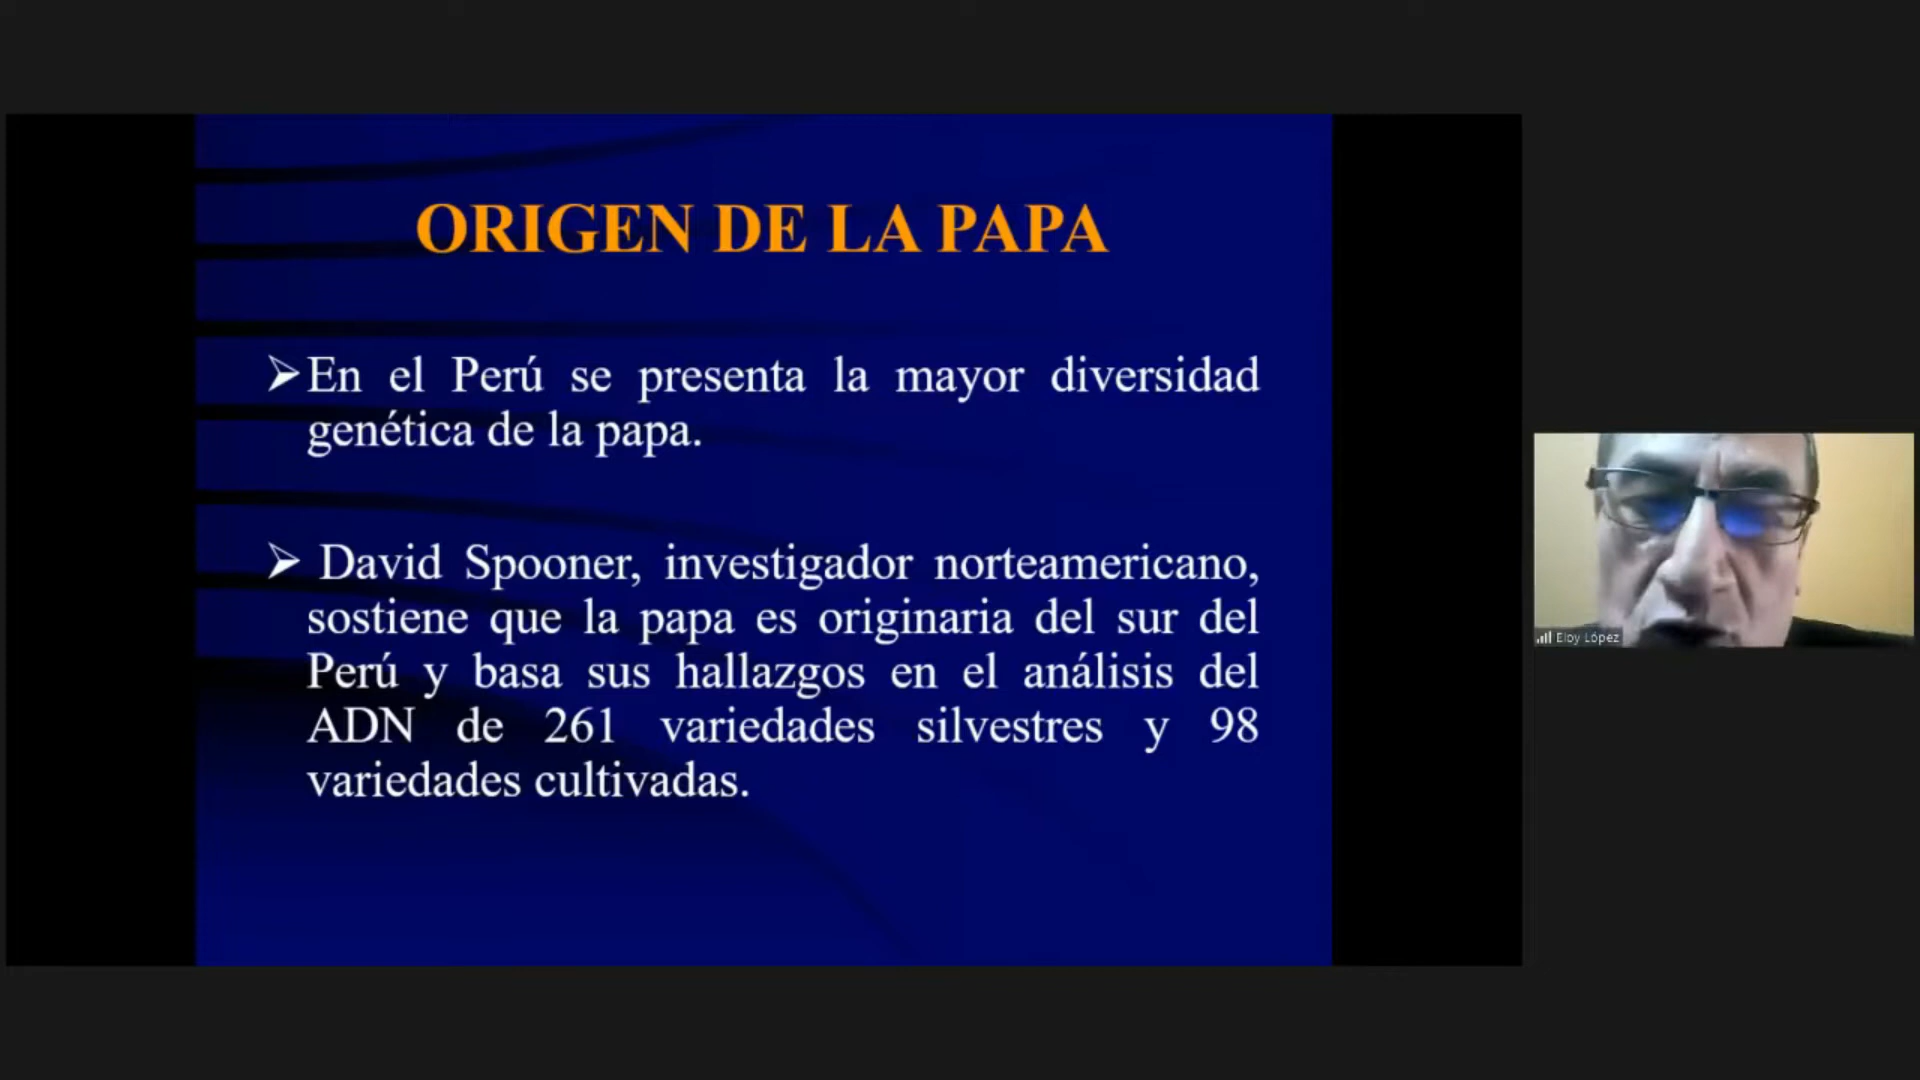 ORIGEN DE LA PAPA
➢En el Perú se presenta la mayor diversidad
genética de la papa.
➢ David Spooner, investigador norteamericano,
sostiene que la papa es originaria del sur del
Perú y basa sus hallazgos en el análisis del
ADN de 261 variedades silvestres y 98
variedades cultivadas.
Eloy López